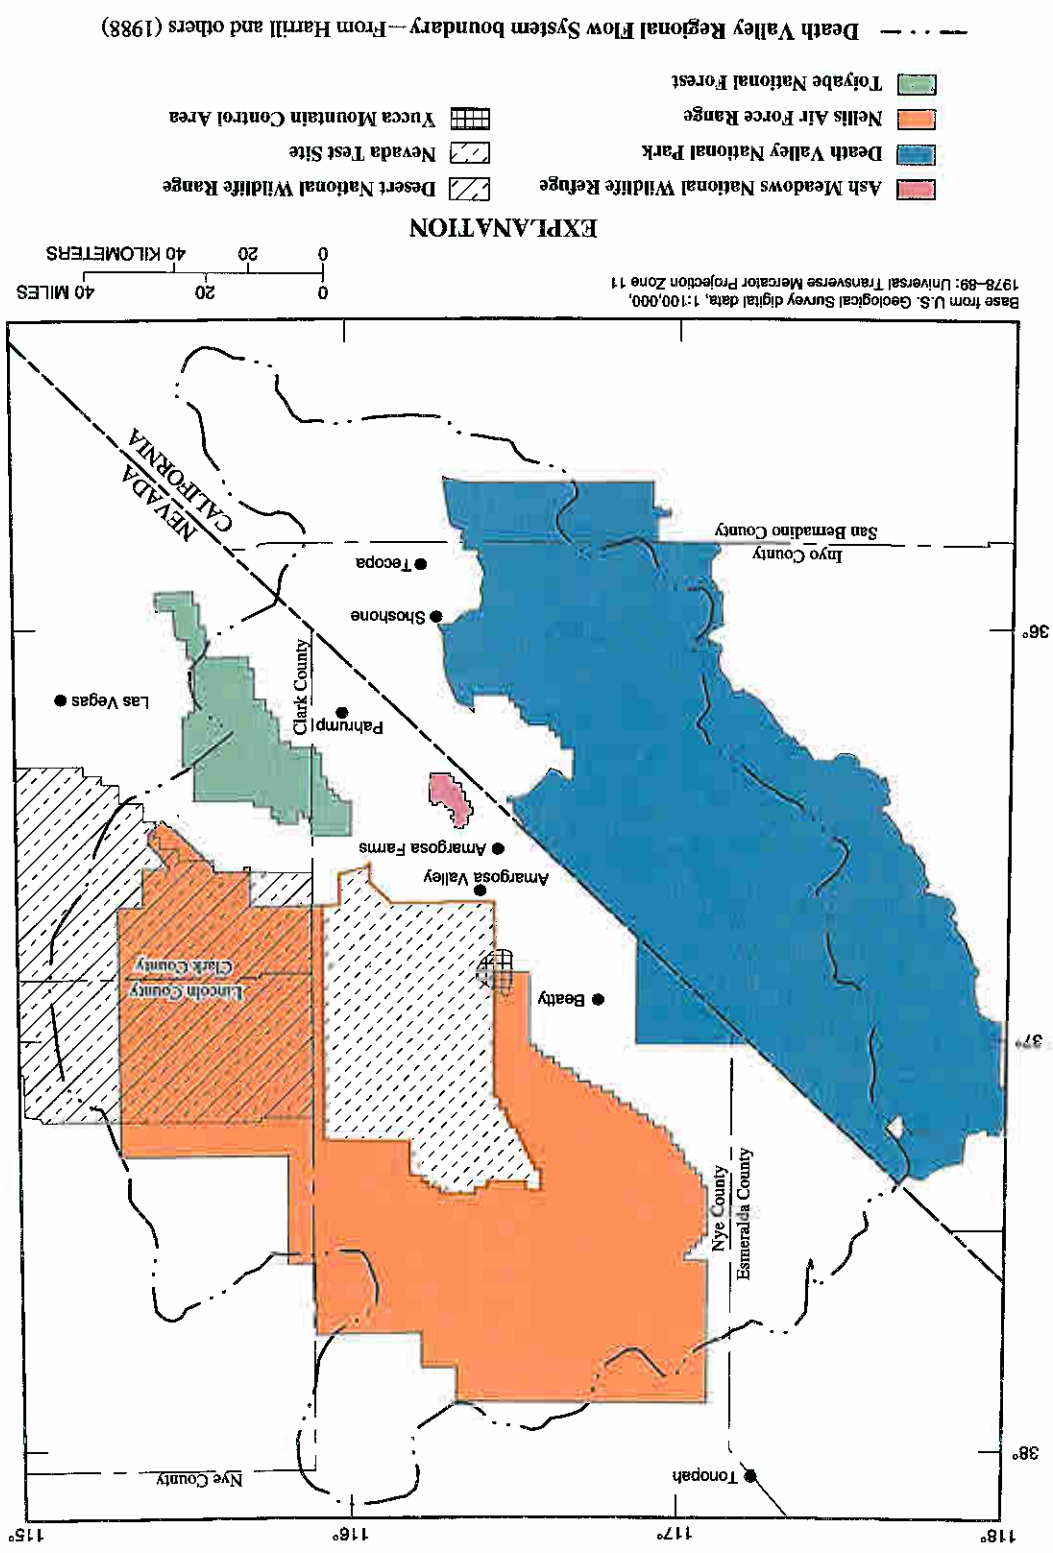 118°
117°
116°
115°
Tonopah
Nye County
38°
Nye County
Esmeralda County
37°
Beatty
Lincoln County
Clark County
Amargosa Valley
Amargosa Farms
Pahrump
Clark County
Las Vegas
36°
Shoshone
Tecopa
Inyo County
San Bernadino County
NEVADA
CALIFORNIA
Base from U.S. Geological Survey digital data, 1:100,000,
1978–89: Universal Transverse Mercator Projection Zone 11
0 20 40 MILES
0 20 40 KILOMETERS
EXPLANATION
Ash Meadows National Wildlife Refuge
Death Valley National Park
Nellis Air Force Range
Toiyabe National Forest
Desert National Wildlife Range
Nevada Test Site
Yucca Mountain Control Area
Death Valley Regional Flow System boundary—From Harrill and others (1988)